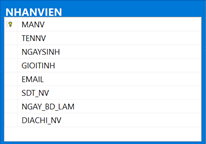 NHANVIEN
MANV
TENNV
NGAYSINH
GIOITINH
EMAIL
SDT_NV
NGAY_BD_LAM
DIACHI_NV